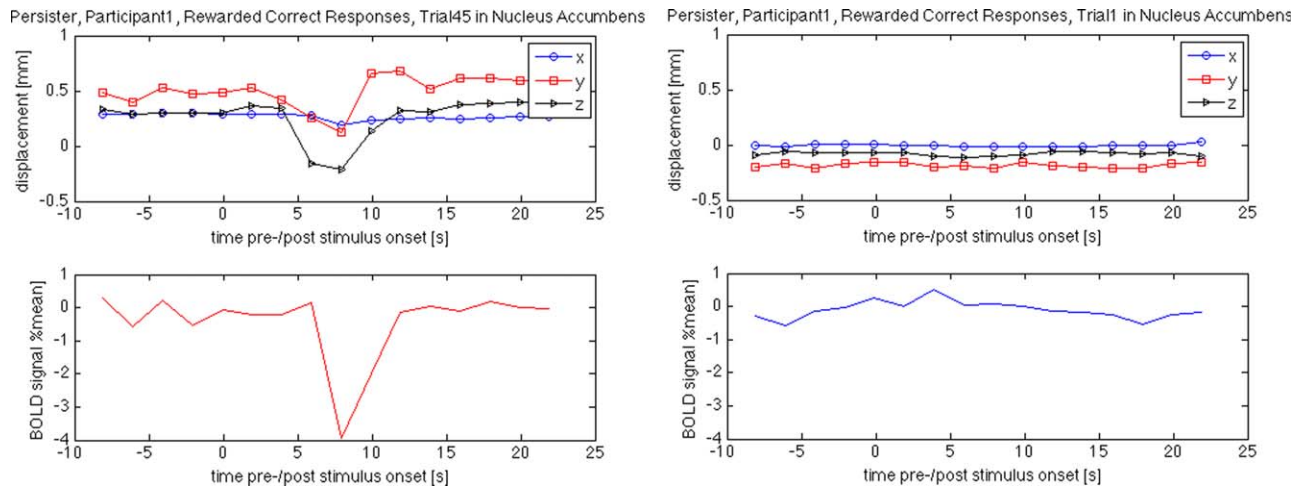 Persister, Participant1, Rewarded Correct Responses, Trial45 in Nucleus Accumbens
displacement [mm]
1
0.5
0
-0.5
x
y
z
-10 -5 0 5 10 15 20 25
time pre-/post stimulus onset [s]
BOLD signal %mean]
1
0
-1
-2
-3
-4
-10 -5 0 5 10 15 20 25
time pre-/post stimulus onset [s]
Persister, Participant1, Rewarded Correct Responses, Trial1 in Nucleus Accumbens
displacement [mm]
1
0.5
0
-0.5
x
y
z
-10 -5 0 5 10 15 20 25
time pre-/post stimulus onset [s]
BOLD signal %mean]
1
0
-1
-2
-3
-4
-10 -5 0 5 10 15 20 25
time pre-/post stimulus onset [s]